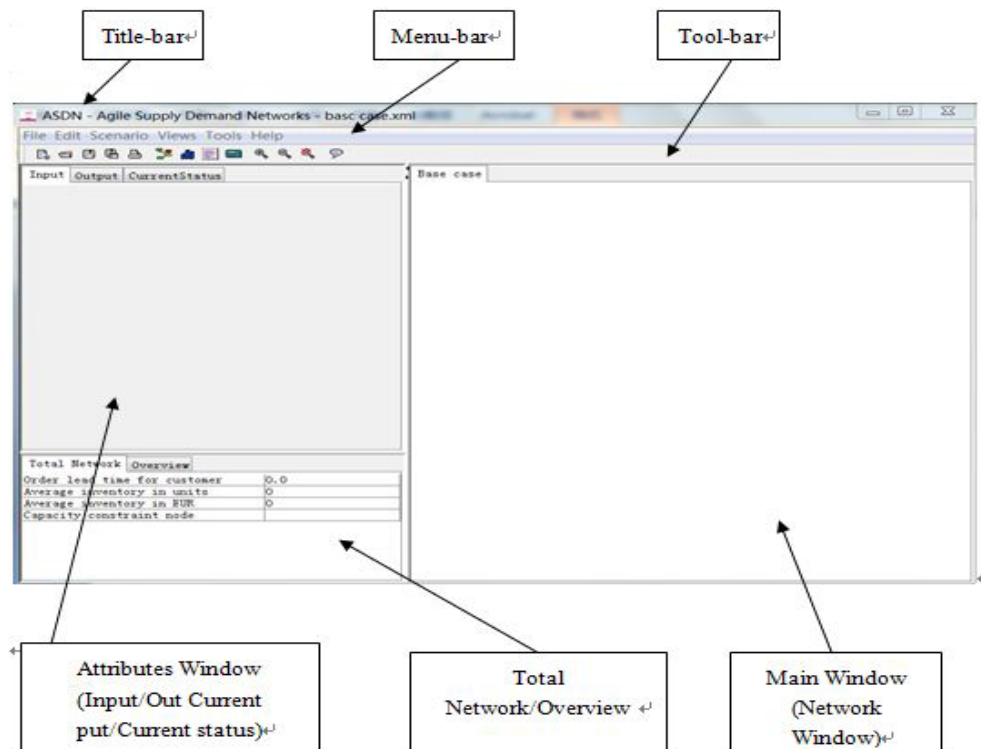 Title-bar↵
Menu-bar↵
Tool-bar↵
ASDN - Agile Supply Demand Networks - basc case.xml
File Edit Scenario Views Tools Help
Input Output CurrentStatus
Base case
Total Network Overview
Order lead time for customer 0.0
Average inventory in units 0
Average inventory in EUR 0
Capacity constraint node
Attributes Window
(Input/Out Current
put/Current status)↵
Total
Network/Overview ↵
Main Window
(Network
Window)↵